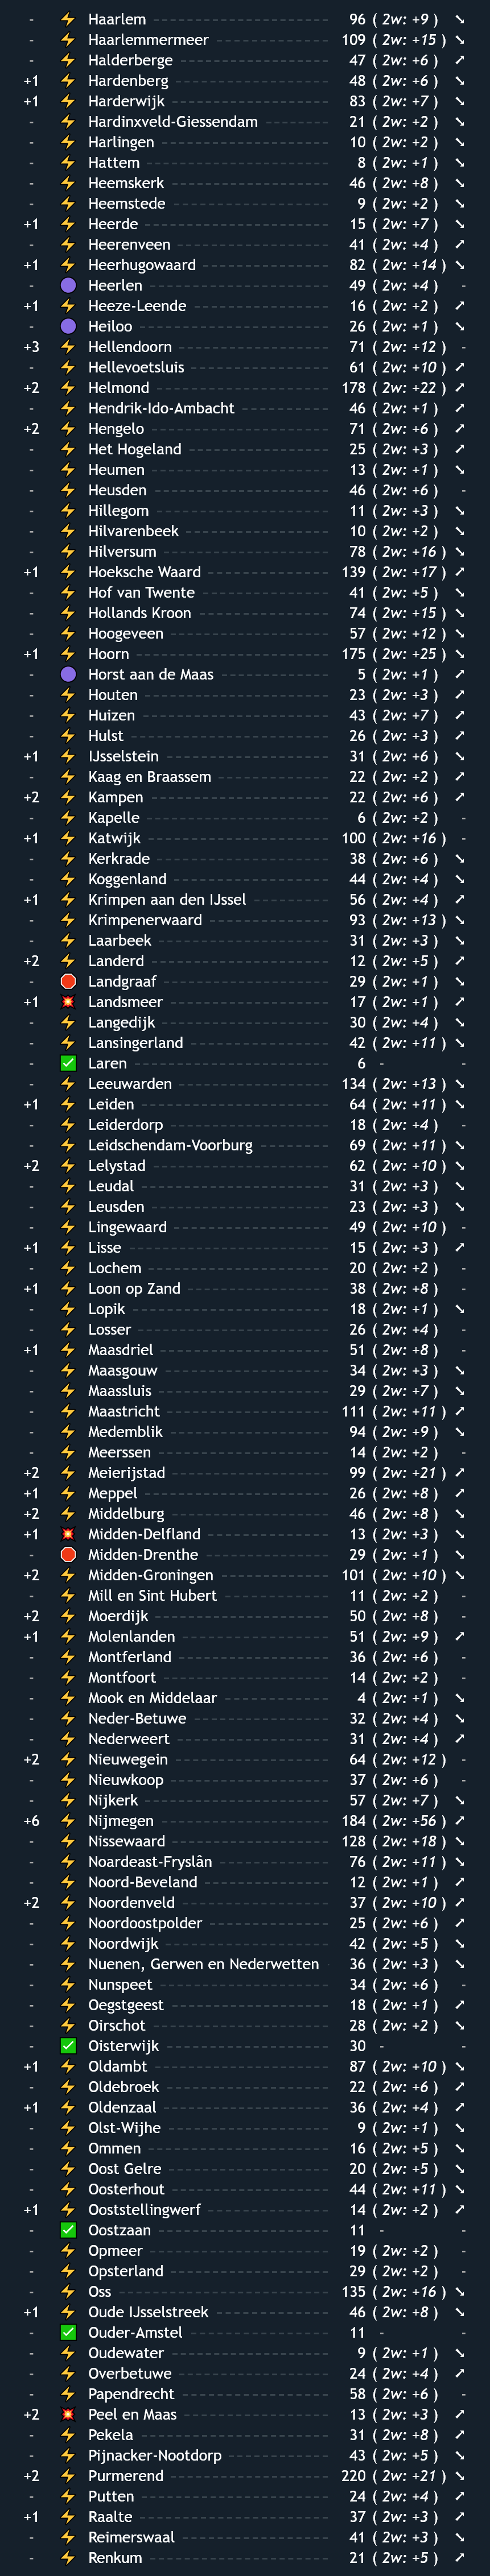 - ⚡ Haarlem 96 ( 2w: +9 ) ↘
- ⚡ Haarlemmermeer 109 ( 2w: +15 ) ↘
- ⚡ Halderberge 47 ( 2w: +6 ) ↗
+1 ⚡ Hardenberg 48 ( 2w: +6 ) ↘
+1 ⚡ Harderwijk 83 ( 2w: +7 ) ↘
- ⚡ Hardinxveld-Giessendam 21 ( 2w: +2 ) ↘
- ⚡ Harlingen 10 ( 2w: +2 ) ↘
- ⚡ Hattem 8 ( 2w: +1 ) ↘
- ⚡ Heemskerk 46 ( 2w: +8 ) ↘
- ⚡ Heemstede 9 ( 2w: +2 ) ↘
+1 ⚡ Heerde 15 ( 2w: +7 ) ↘
- ⚡ Heerenveen 41 ( 2w: +4 ) ↗
+1 ⚡ Heerhugowaard 82 ( 2w: +14 ) ↘
- 🟣 Heerlen 49 ( 2w: +4 ) -
+1 ⚡ Heeze-Leende 16 ( 2w: +2 ) ↗
- 🟣 Heiloo 26 ( 2w: +1 ) ↘
+3 ⚡ Hellendoorn 71 ( 2w: +12 ) -
- ⚡ Hellevoetsluis 61 ( 2w: +10 ) ↗
+2 ⚡ Helmond 178 ( 2w: +22 ) ↗
- ⚡ Hendrik-Ido-Ambacht 46 ( 2w: +1 ) ↗
+2 ⚡ Hengelo 71 ( 2w: +6 ) ↗
- ⚡ Het Hogeland 25 ( 2w: +3 ) ↗
- ⚡ Heumen 13 ( 2w: +1 ) ↘
- ⚡ Heusden 46 ( 2w: +6 ) -
- ⚡ Hillegom 11 ( 2w: +3 ) ↘
- ⚡ Hilvarenbeek 10 ( 2w: +2 ) ↘
- ⚡ Hilversum 78 ( 2w: +16 ) ↘
+1 ⚡ Hoeksche Waard 139 ( 2w: +17 ) ↗
- ⚡ Hof van Twente 41 ( 2w: +5 ) ↘
- ⚡ Hollands Kroon 74 ( 2w: +15 ) ↘
- ⚡ Hoogeveen 57 ( 2w: +12 ) ↘
+1 ⚡ Hoorn 175 ( 2w: +25 ) ↘
- 🟣 Horst aan de Maas 5 ( 2w: +1 ) ↗
- ⚡ Houten 23 ( 2w: +3 ) ↗
- ⚡ Huizen 43 ( 2w: +7 ) ↗
- ⚡ Hulst 26 ( 2w: +3 ) ↗
+1 ⚡ IJsselstein 31 ( 2w: +6 ) ↘
- ⚡ Kaag en Braassem 22 ( 2w: +2 ) ↗
+2 ⚡ Kampen 22 ( 2w: +6 ) ↗
- ⚡ Kapelle 6 ( 2w: +2 ) -
+1 ⚡ Katwijk 100 ( 2w: +16 ) -
- ⚡ Kerkrade 38 ( 2w: +6 ) ↘
- ⚡ Koggenland 44 ( 2w: +4 ) ↘
+1 ⚡ Krimpen aan den IJssel 56 ( 2w: +4 ) ↗
- ⚡ Krimpenerwaard 93 ( 2w: +13 ) ↘
- ⚡ Laarbeek 31 ( 2w: +3 ) ↘
+2 ⚡ Landerd 12 ( 2w: +5 ) ↗
- 🛑 Landgraaf 29 ( 2w: +1 ) ↘
+1 💥 Landsmeer 17 ( 2w: +1 ) ↗
- ⚡ Langedijk 30 ( 2w: +4 ) ↘
- ⚡ Lansingerland 42 ( 2w: +11 ) ↘
- ✅ Laren 6 - -
- ⚡ Leeuwarden 134 ( 2w: +13 ) ↘
+1 ⚡ Leiden 64 ( 2w: +11 ) ↘
- ⚡ Leiderdorp 18 ( 2w: +4 ) -
- ⚡ Leidschendam-Voorburg 69 ( 2w: +11 ) ↘
+2 ⚡ Lelystad 62 ( 2w: +10 ) ↘
- ⚡ Leudal 31 ( 2w: +3 ) ↘
- ⚡ Leusden 23 ( 2w: +3 ) ↘
- ⚡ Lingewaard 49 ( 2w: +10 ) -
+1 ⚡ Lisse 15 ( 2w: +3 ) ↗
- ⚡ Lochem 20 ( 2w: +2 ) -
+1 ⚡ Loon op Zand 38 ( 2w: +8 ) -
- ⚡ Lopik 18 ( 2w: +1 ) ↘
- ⚡ Losser 26 ( 2w: +4 ) -
+1 ⚡ Maasdriel 51 ( 2w: +8 ) -
- ⚡ Maasgouw 34 ( 2w: +3 ) ↘
- ⚡ Maassluis 29 ( 2w: +7 ) ↘
- ⚡ Maastricht 111 ( 2w: +11 ) ↗
- ⚡ Medemblik 94 ( 2w: +9 ) ↘
- ⚡ Meerssen 14 ( 2w: +2 ) -
+2 ⚡ Meierijstad 99 ( 2w: +21 ) ↗
+1 ⚡ Meppel 26 ( 2w: +8 ) ↗
+2 ⚡ Middelburg 46 ( 2w: +8 ) ↘
+1 💥 Midden-Delfland 13 ( 2w: +3 ) ↘
- 🛑 Midden-Drenthe 29 ( 2w: +1 ) ↘
+2 ⚡ Midden-Groningen 101 ( 2w: +10 ) ↘
- ⚡ Mill en Sint Hubert 11 ( 2w: +2 ) -
+2 ⚡ Moerdijk 50 ( 2w: +8 ) -
+1 ⚡ Molenlanden 51 ( 2w: +9 ) ↗
- ⚡ Montferland 36 ( 2w: +6 ) -
- ⚡ Montfoort 14 ( 2w: +2 ) -
- ⚡ Mook en Middelaar 4 ( 2w: +1 ) ↘
- ⚡ Neder-Betuwe 32 ( 2w: +4 ) ↘
- ⚡ Nederweert 31 ( 2w: +4 ) ↗
+2 ⚡ Nieuwegein 64 ( 2w: +12 ) -
- ⚡ Nieuwkoop 37 ( 2w: +6 ) -
- ⚡ Nijkerk 57 ( 2w: +7 ) ↘
+6 ⚡ Nijmegen 184 ( 2w: +56 ) ↗
- ⚡ Nissewaard 128 ( 2w: +18 ) ↘
- ⚡ Noardeast-Fryslân 76 ( 2w: +11 ) ↘
- ⚡ Noord-Beveland 12 ( 2w: +1 ) ↗
+2 ⚡ Noordenveld 37 ( 2w: +10 ) ↗
- ⚡ Noordoostpolder 25 ( 2w: +6 ) ↗
- ⚡ Noordwijk 42 ( 2w: +5 ) ↘
- ⚡ Nuenen, Gerwen en Nederwetten 36 ( 2w: +3 ) ↘
- ⚡ Nunspeet 34 ( 2w: +6 ) -
- ⚡ Oegstgeest 18 ( 2w: +1 ) ↗
- ⚡ Oirschot 28 ( 2w: +2 ) ↘
- ✅ Oisterwijk 30 - -
+1 ⚡ Oldambt 87 ( 2w: +10 ) ↘
- ⚡ Oldebroek 22 ( 2w: +6 ) ↗
+1 ⚡ Oldenzaal 36 ( 2w: +4 ) ↗
- ⚡ Olst-Wijhe 9 ( 2w: +1 ) ↘
- ⚡ Ommen 16 ( 2w: +5 ) ↘
- ⚡ Oost Gelre 20 ( 2w: +5 ) ↘
- ⚡ Oosterhout 44 ( 2w: +11 ) ↘
+1 ⚡ Ooststellingwerf 14 ( 2w: +2 ) ↗
- ✅ Oostzaan 11 - -
- ⚡ Opmeer 19 ( 2w: +2 ) -
- ⚡ Opsterland 29 ( 2w: +2 ) -
- ⚡ Oss 135 ( 2w: +16 ) ↘
+1 ⚡ Oude IJsselstreek 46 ( 2w: +8 ) ↘
- ✅ Ouder-Amstel 11 - -
- ⚡ Oudewater 9 ( 2w: +1 ) ↘
- ⚡ Overbetuwe 24 ( 2w: +4 ) ↗
- ⚡ Papendrecht 58 ( 2w: +6 ) -
+2 💥 Peel en Maas 13 ( 2w: +3 ) ↗
- ⚡ Pekela 31 ( 2w: +8 ) ↗
- ⚡ Pijnacker-Nootdorp 43 ( 2w: +5 ) ↘
+2 ⚡ Purmerend 220 ( 2w: +21 ) ↘
- ⚡ Putten 24 ( 2w: +4 ) ↗
+1 ⚡ Raalte 37 ( 2w: +3 ) ↗
- ⚡ Reimerswaal 41 ( 2w: +3 ) ↘
- ⚡ Renkum 21 ( 2w: +5 ) ↗